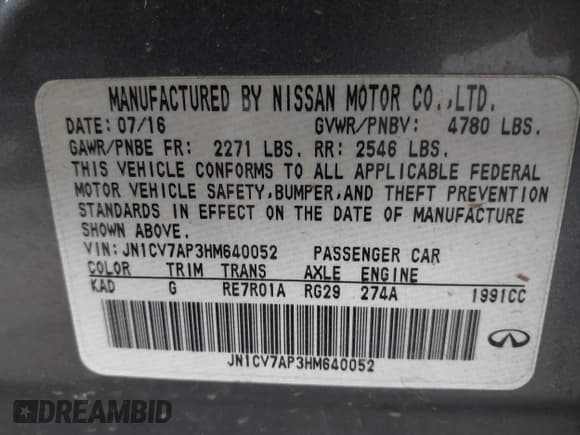 MANUFACTURED BY NISSAN MOTOR CO.,LTD.
DATE: 07/16 GVWR/PNBV: 4780 LBS.
GAWR/PNBE FR: 2271 LBS. RR: 2546 LBS.
THIS VEHICLE CONFORMS TO ALL APPLICABLE FEDERAL
MOTOR VEHICLE SAFETY,BUMPER,AND THEFT PREVENTION
STANDARDS IN EFFECT ON THE DATE OF MANUFACTURE
SHOWN ABOVE.
VIN: JN1CV7AP3HM640052 PASSENGER CAR
COLOR TRIM TRANS AXLE ENGINE
KAD G RE7R01A RG29 274A 1991CC
JN1CV7AP3HM640052
DREAMBID